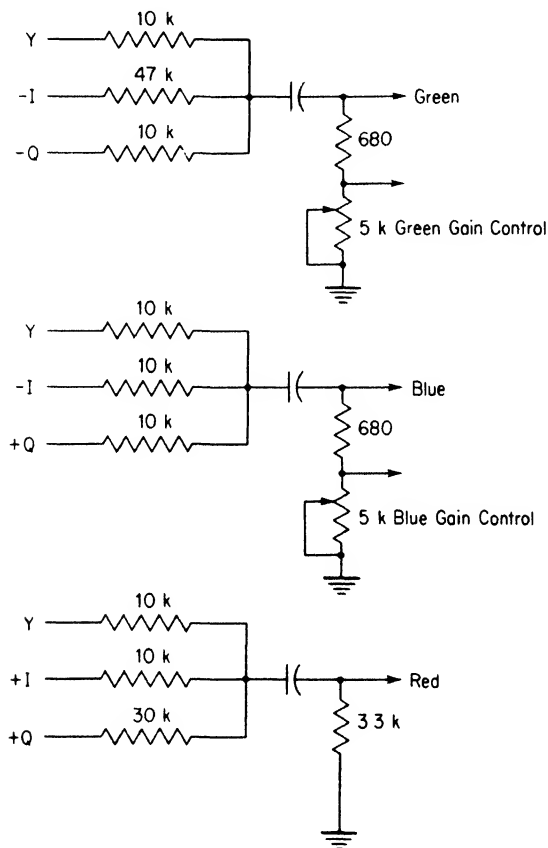 10 k
Y
47 k
-I
Green
10 k
-Q
680
5 k Green Gain Control
10 k
Y
10 k
-I
Blue
10 k
+Q
680
5 k Blue Gain Control
10 k
Y
10 k
+I
Red
30 k
+Q
3.3 k